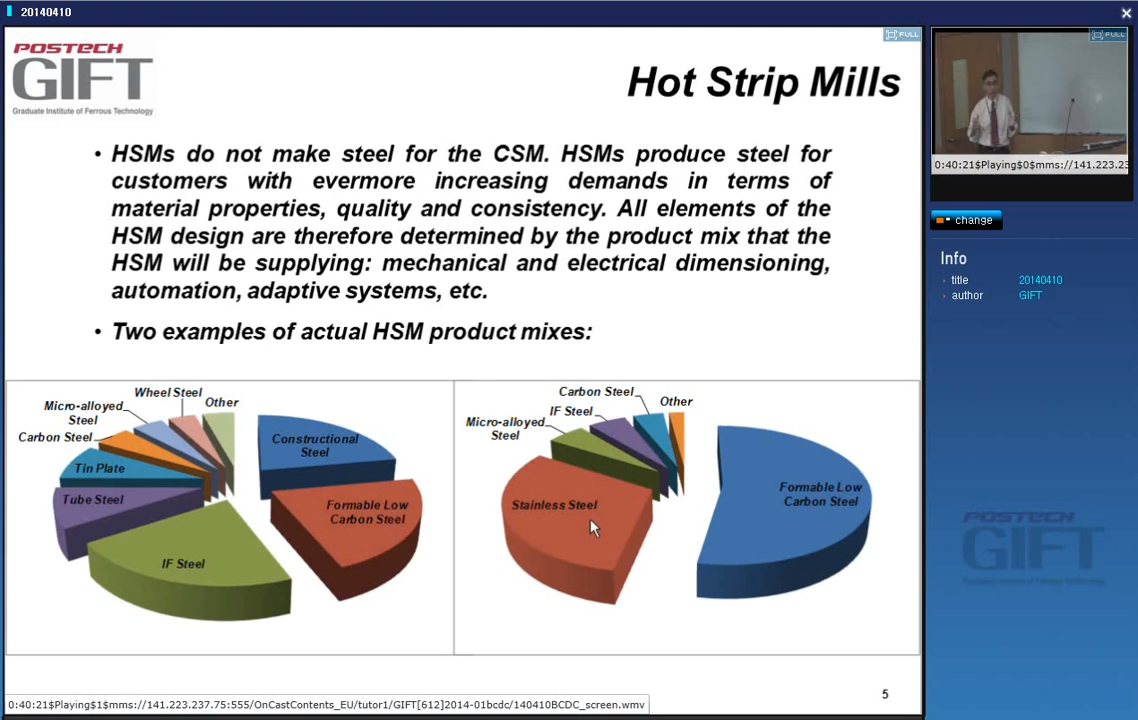 20140410
POSTECH
GIFT
Graduate Institute of Ferrous Technology
FULL
Hot Strip Mills
• HSMs do not make steel for the CSM. HSMs produce steel for
customers with evermore increasing demands in terms of
material properties, quality and consistency. All elements of the
HSM design are therefore determined by the product mix that the
HSM will be supplying: mechanical and electrical dimensioning,
automation, adaptive systems, etc.
• Two examples of actual HSM product mixes:
Wheel Steel
Other
Micro-alloyed
Steel
Carbon Steel
Tin Plate
Tube Steel
IF Steel
Constructional
Steel
Formable Low
Carbon Steel
Carbon Steel
Other
IF Steel
Micro-alloyed
Steel
Stainless Steel
Formable Low
Carbon Steel
5
0:40:21$Playing$1$mms://141.223.237.75:555/OnCastContents_EU/tutor1/GIFT[612]2014-01bcdc/140410BCDC_screen.wmv
FULL
0:40:21$Playing$0$mms://141.223.23
change
Info
title 20140410
author GIFT
POSTECH
GIFT